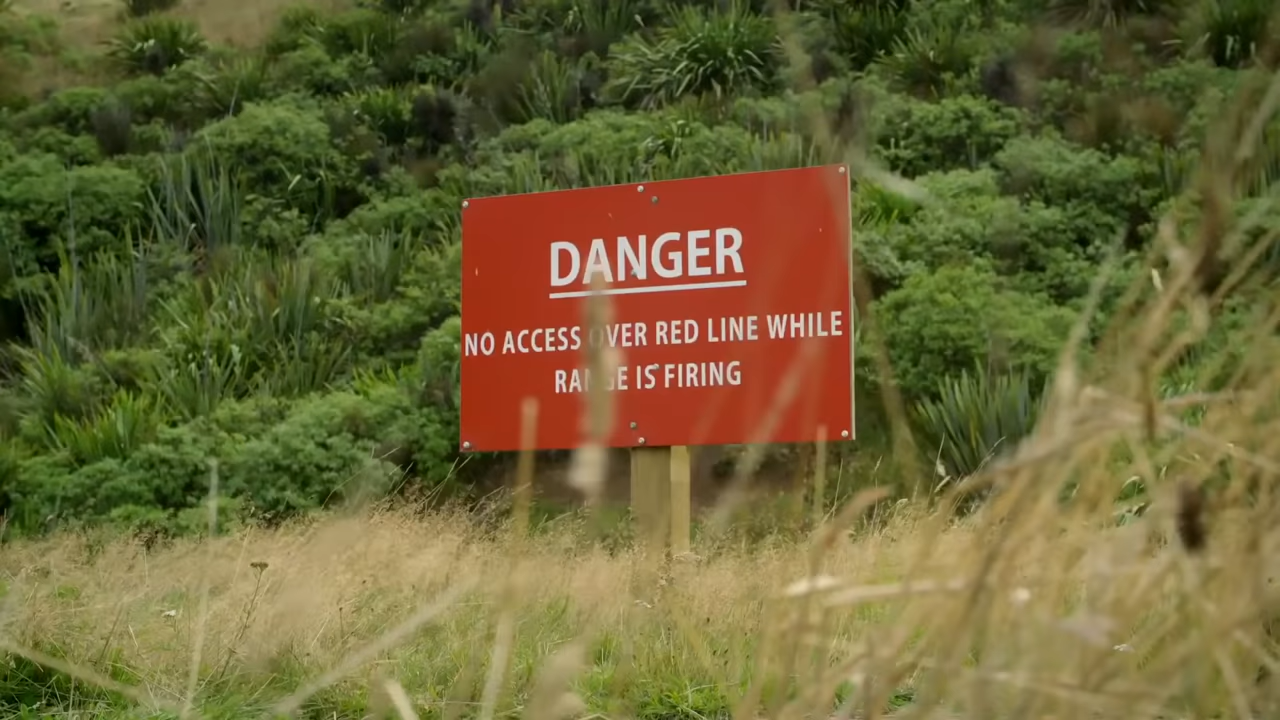 DANGER
NO ACCESS OVER RED LINE WHILE
RANGE IS FIRING